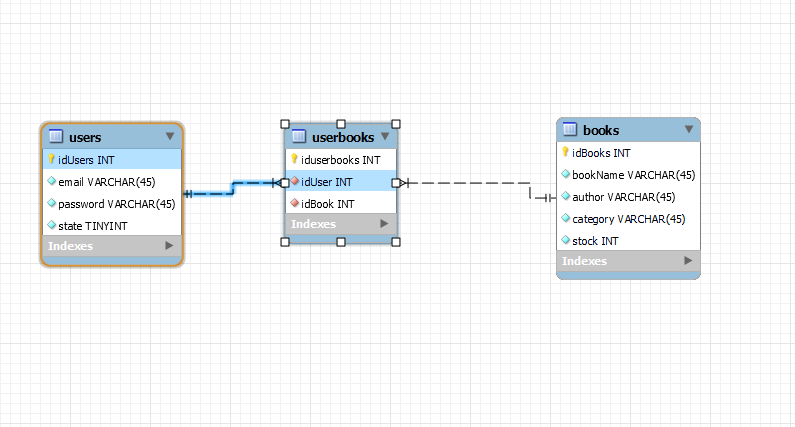 users
idUsers INT
email VARCHAR(45)
password VARCHAR(45)
state TINYINT
Indexes
userbooks
iduserbooks INT
idUser INT
idBook INT
Indexes
books
idBooks INT
bookName VARCHAR(45)
author VARCHAR(45)
category VARCHAR(45)
stock INT
Indexes